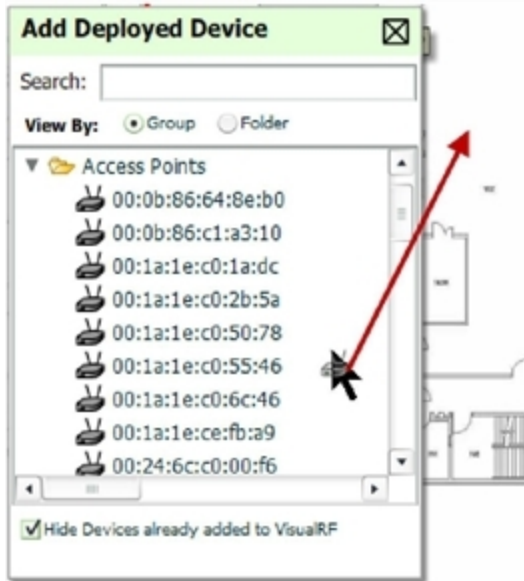 Add Deployed Device
Search:
View By: Group Folder
Access Points
00:0b:86:64:8e:b0
00:0b:86:c1:a3:10
00:1a:1e:c0:1a:dc
00:1a:1e:c0:2b:5a
00:1a:1e:c0:50:78
00:1a:1e:c0:55:46
00:1a:1e:c0:6c:46
00:1a:1e:ce:fb:a9
00:24:6c:c0:00:f6
Hide Devices already added to VisualRF